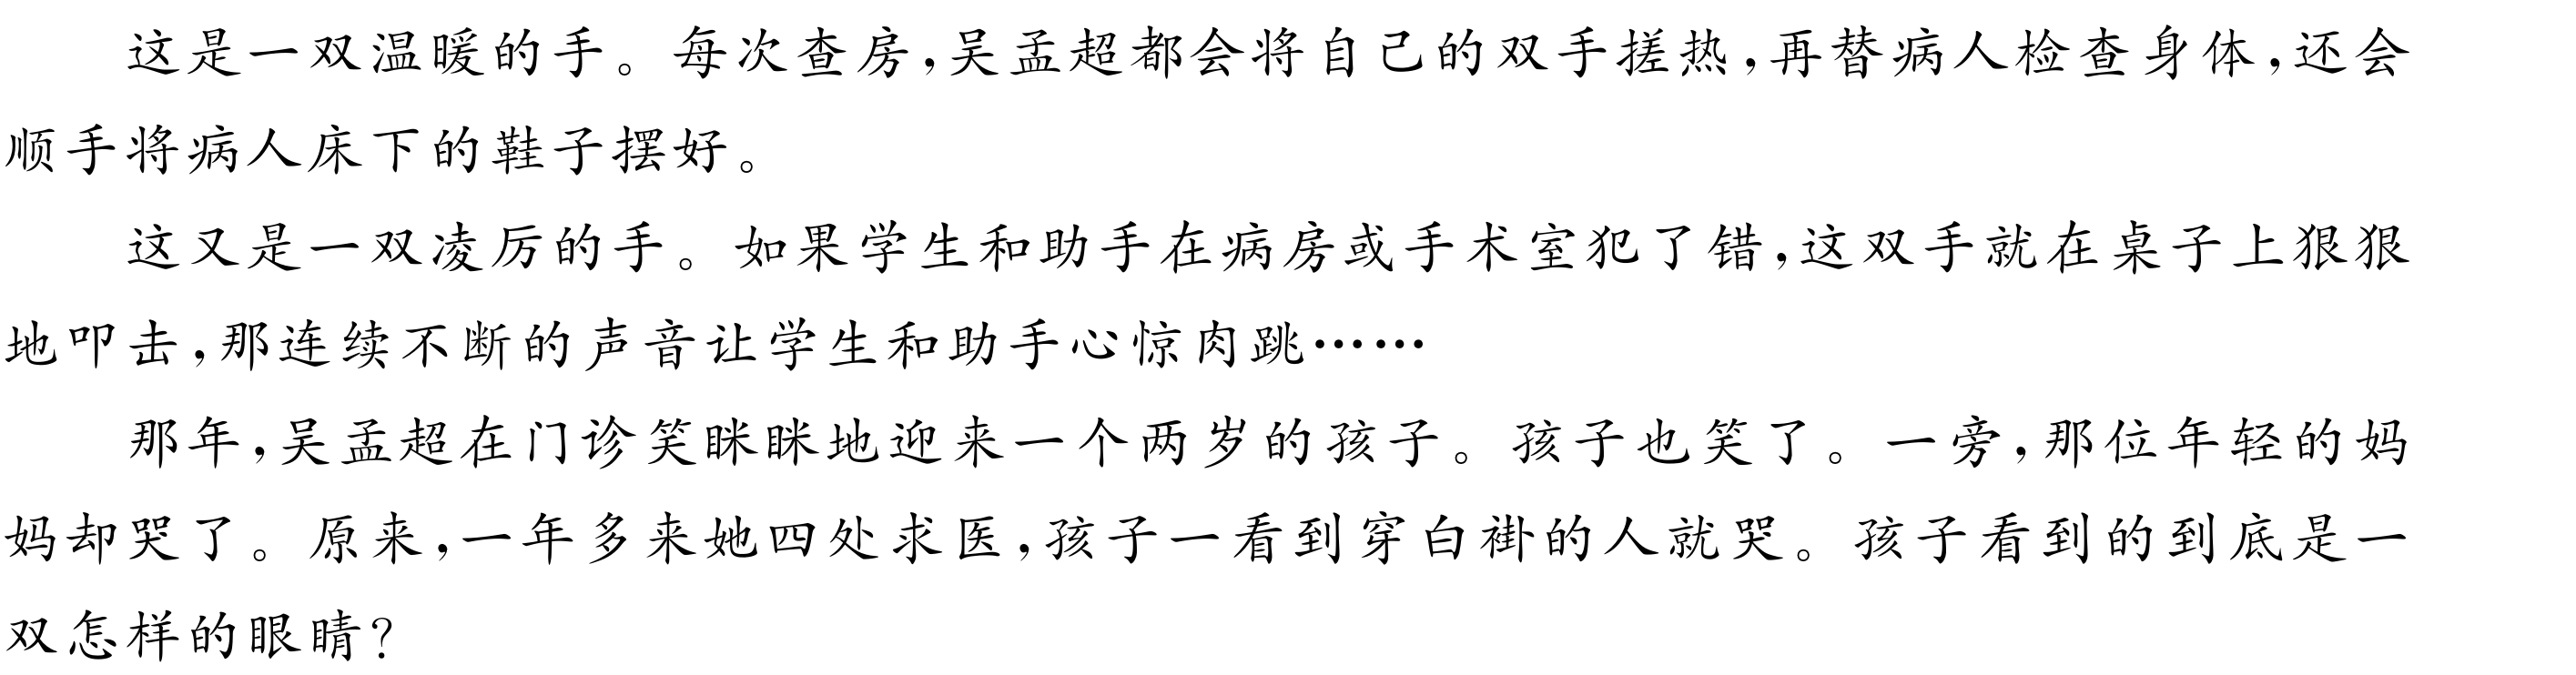 这是一双温暖的手。每次查房,吴孟超都会将自己的双手搓热,再替病人检查身体,还会
顺手将病人床下的鞋子摆好。
这又是一双凌厉的手。如果学生和助手在病房或手术室犯了错,这双手就在桌子上狠狠
地叩击,那连续不断的声音让学生和助手心惊肉跳……
那年,吴孟超在门诊笑眯眯地迎来一个两岁的孩子。孩子也笑了。一旁,那位年轻的妈
妈却哭了。原来,一年多来她四处求医,孩子一看到穿白褂的人就哭。孩子看到的到底是一
双怎样的眼睛?